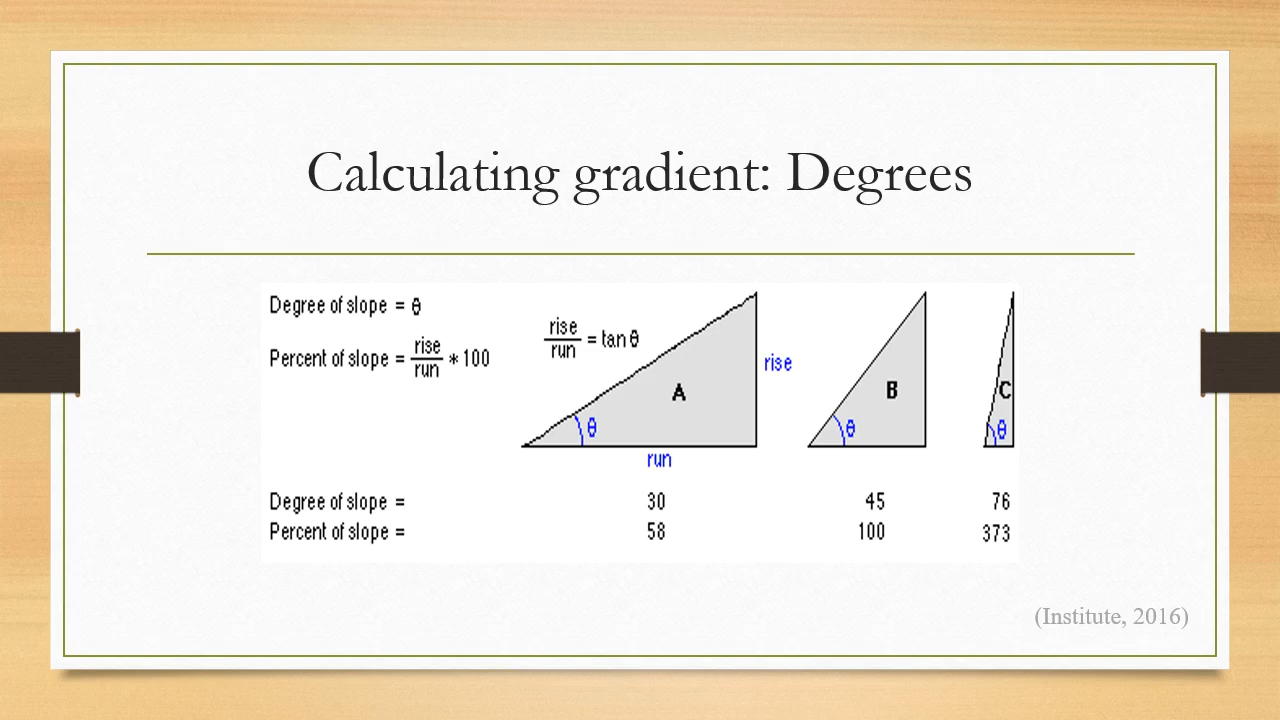 Calculating gradient: Degrees
Degree of slope = θ
Percent of slope = rise/run * 100
rise/run = tan θ
A
rise
θ
run
B
θ
C
θ
Degree of slope = 30 45 76
Percent of slope = 58 100 373
(Institute, 2016)